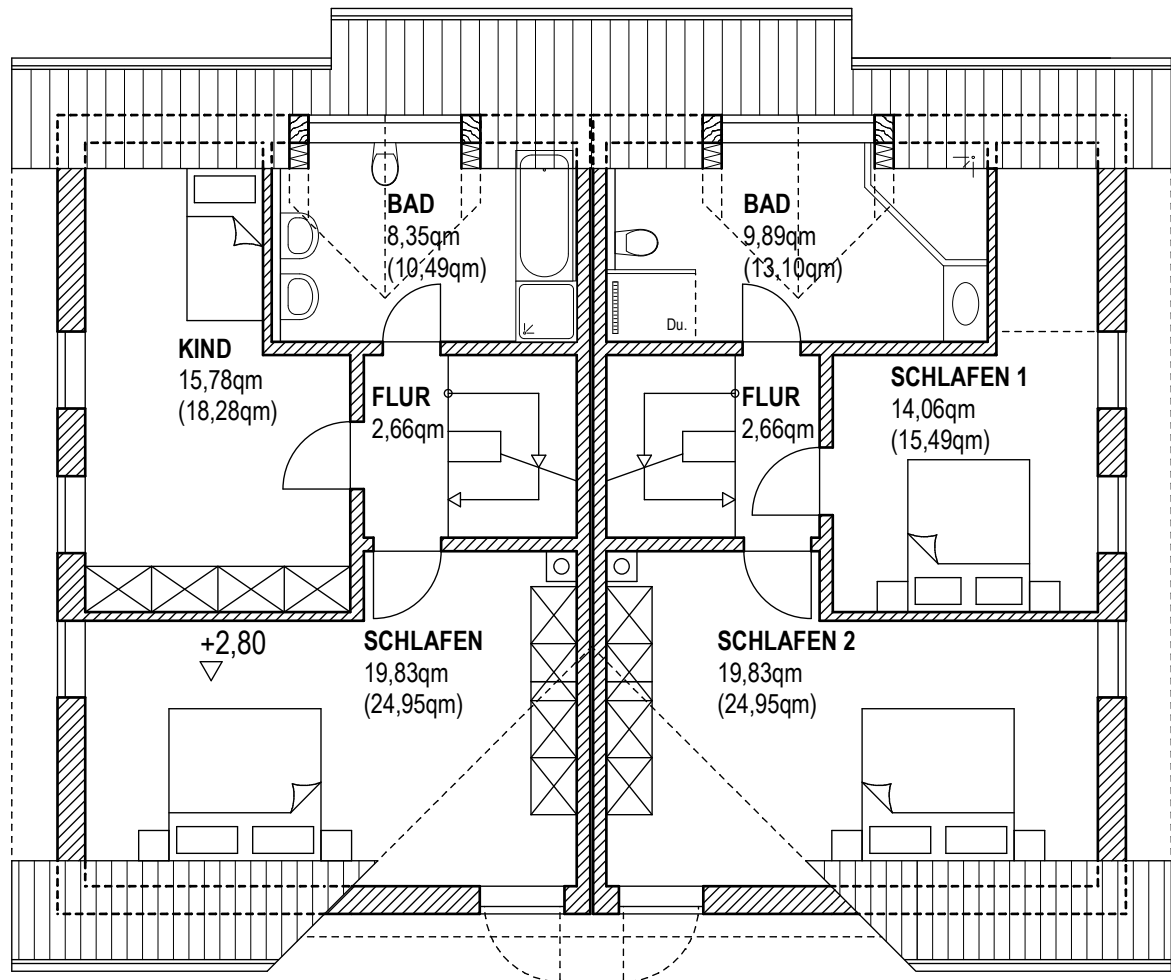 BAD
8,35qm
(10,49qm)
BAD
9,89qm
(13,10qm)
Du.
KIND
15,78qm
(18,28qm)
FLUR
2,66qm
FLUR
2,66qm
SCHLAFEN 1
14,06qm
(15,49qm)
+2,80
SCHLAFEN
19,83qm
(24,95qm)
SCHLAFEN 2
19,83qm
(24,95qm)